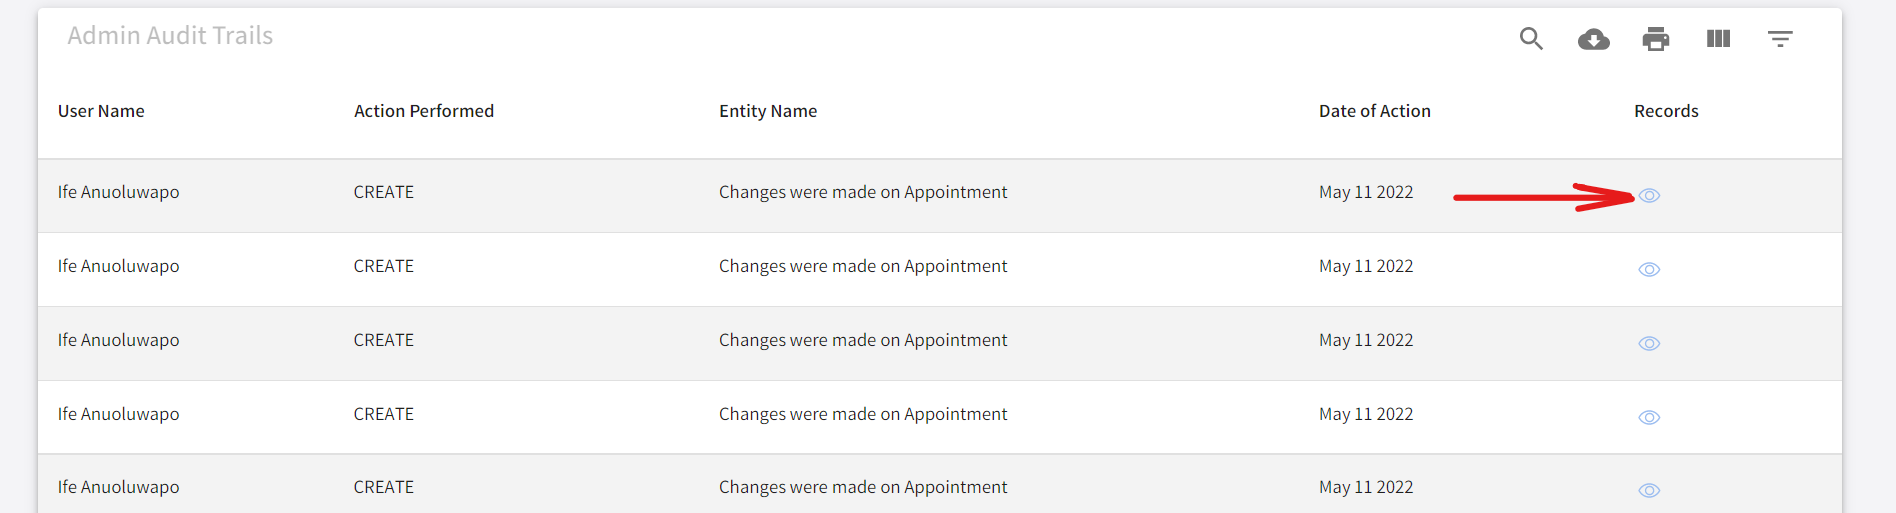 Admin Audit Trails
User Name Action Performed Entity Name Date of Action Records
Ife Anuoluwapo CREATE Changes were made on Appointment May 11 2022
Ife Anuoluwapo CREATE Changes were made on Appointment May 11 2022
Ife Anuoluwapo CREATE Changes were made on Appointment May 11 2022
Ife Anuoluwapo CREATE Changes were made on Appointment May 11 2022
Ife Anuoluwapo CREATE Changes were made on Appointment May 11 2022